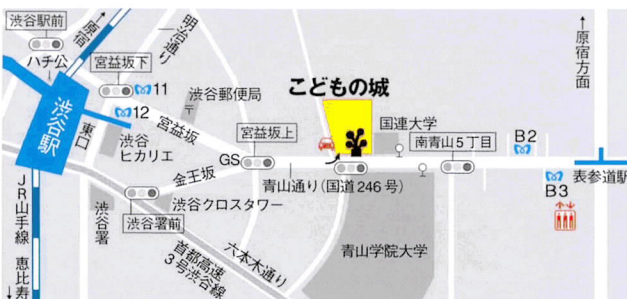 渋谷駅前
↑原宿
明治通り
↑原宿方面
ハチ公
宮益坂下
11
こどもの城
渋谷郵便局
〒
12
渋谷駅
東口
宮益坂
国連大学
渋谷
ヒカリエ
宮益坂上
南青山5丁目
B2
GS
金王坂
青山通り(国道246号)
表参道駅
B3
JR山手線
恵比寿
↓
渋谷署
渋谷クロスタワー
渋谷署前
首都高速
3号渋谷線
六本木通り
青山学院大学